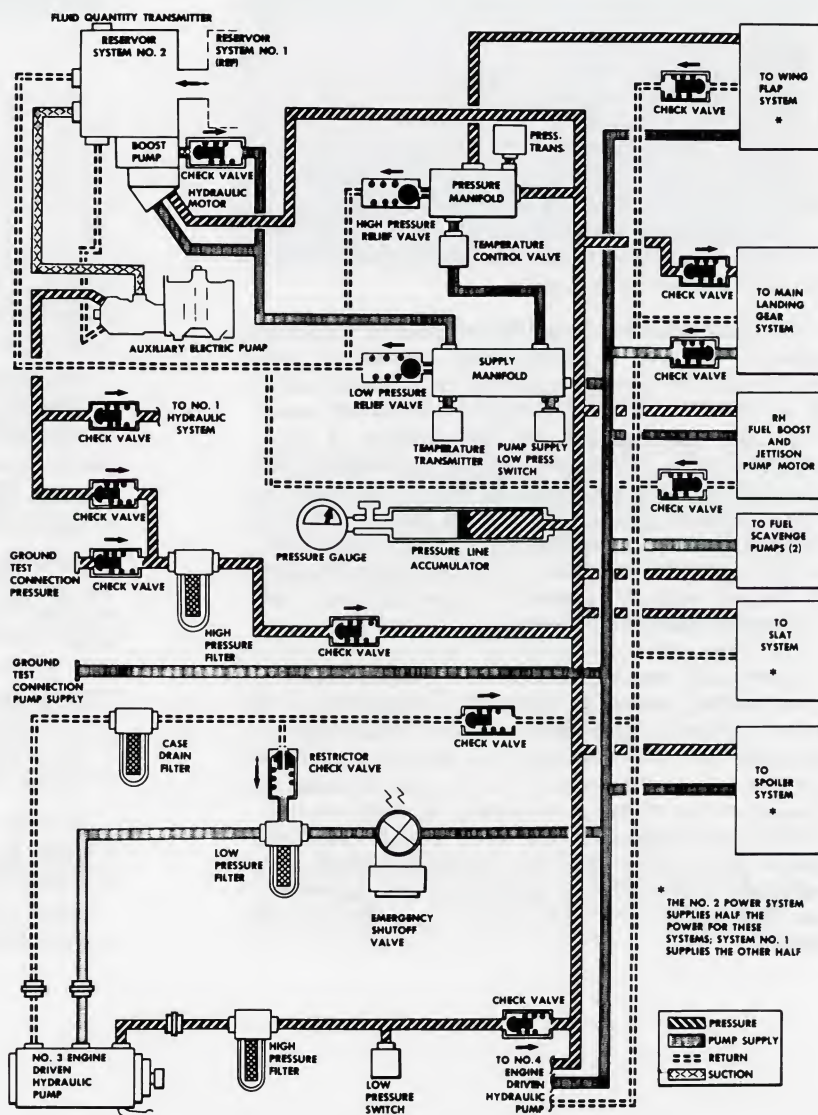 FLUID QUANTITY TRANSMITTER
RESERVOIR
SYSTEM NO. 2
RESERVOIR
SYSTEM NO. 1
(REF)
BOOST
PUMP
CHECK VALVE
HYDRAULIC
MOTOR
AUXILIARY ELECTRIC PUMP
PRESS.
TRANS.
PRESSURE
MANIFOLD
HIGH PRESSURE
RELIEF VALVE
TEMPERATURE
CONTROL VALVE
SUPPLY
MANIFOLD
LOW PRESSURE
RELIEF VALVE
TEMPERATURE
TRANSMITTER
PUMP SUPPLY
LOW PRESS
SWITCH
CHECK VALVE
TO WING
FLAP
SYSTEM
*
CHECK VALVE
TO MAIN
LANDING
GEAR
SYSTEM
CHECK VALVE
RH
FUEL BOOST
AND
JETTISON
PUMP MOTOR
CHECK VALVE
TO FUEL
SCAVENGE
PUMPS (2)
TO
SLAT
SYSTEM
*
TO
SPOILER
SYSTEM
*
TO NO. 1
HYDRAULIC
SYSTEM
CHECK VALVE
CHECK VALVE
GROUND
TEST
CONNECTION
PRESSURE
CHECK VALVE
HIGH
PRESSURE
FILTER
PRESSURE GAUGE
PRESSURE LINE
ACCUMULATOR
CHECK VALVE
GROUND
TEST
CONNECTION
PUMP SUPPLY
CASE
DRAIN
FILTER
RESTRICTOR
CHECK VALVE
CHECK VALVE
LOW
PRESSURE
FILTER
EMERGENCY
SHUTOFF
VALVE
* THE NO. 2 POWER SYSTEM
SUPPLIES HALF THE
POWER FOR THESE
SYSTEMS; SYSTEM NO. 1
SUPPLIES THE OTHER HALF
NO. 3 ENGINE
DRIVEN
HYDRAULIC
PUMP
HIGH
PRESSURE
FILTER
LOW
PRESSURE
SWITCH
CHECK VALVE
TO NO.4
ENGINE
DRIVEN
HYDRAULIC
PUMP
PRESSURE
PUMP SUPPLY
RETURN
SUCTION